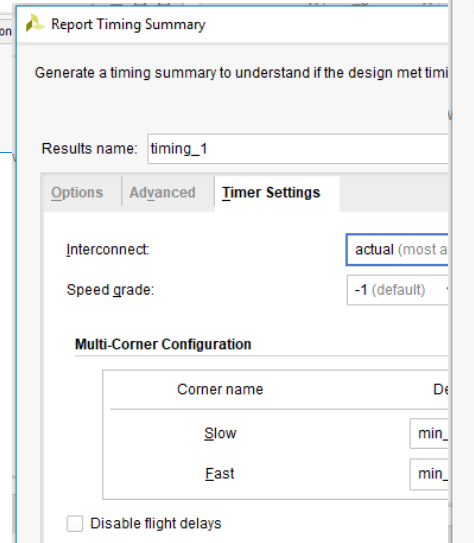 on
Report Timing Summary
Generate a timing summary to understand if the design met timi
Results name: timing_1
Options Advanced Timer Settings
Interconnect: actual (most a
Speed grade: -1 (default)
Multi-Corner Configuration
Corner name De
Slow min_
Fast min_
Disable flight delays